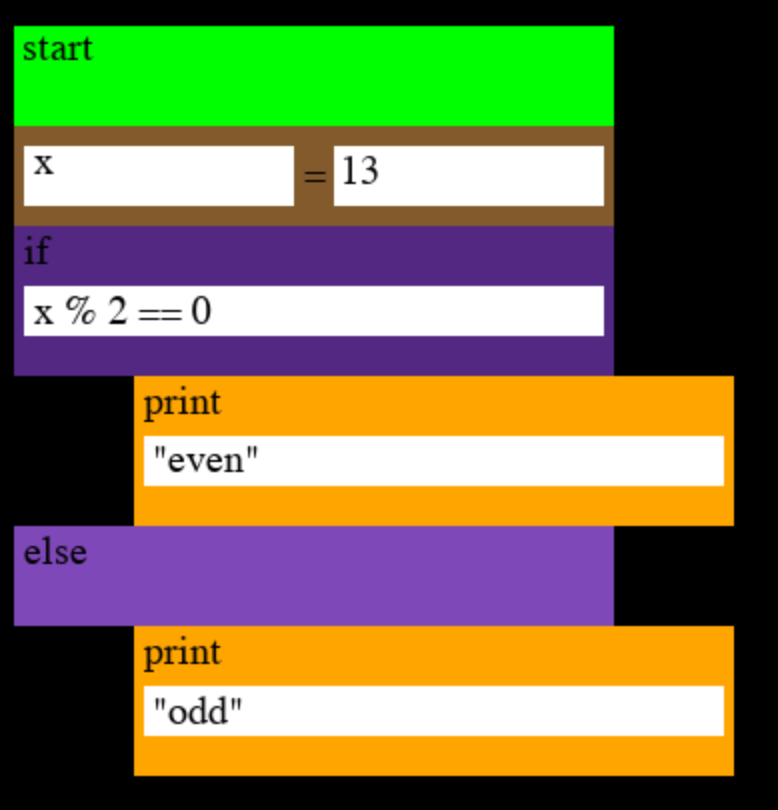 start
x = 13
if
x % 2 == 0
print
"even"
else
print
"odd"